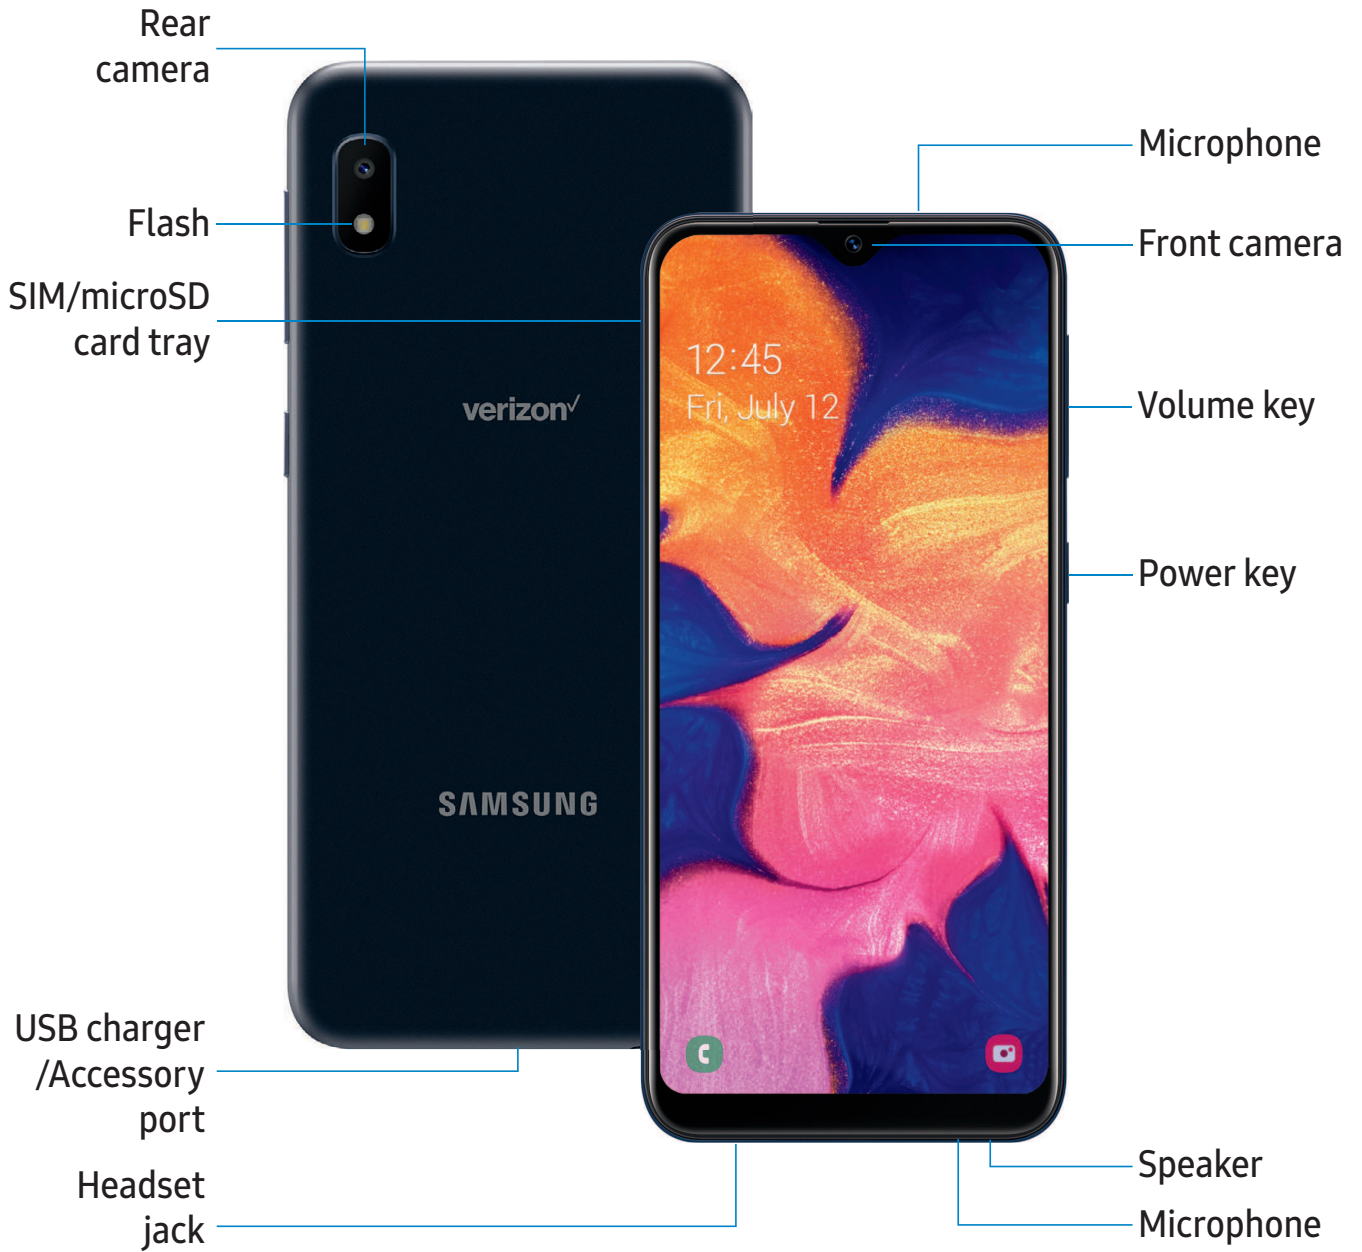 Rear
camera
Flash
SIM/microSD
card tray
USB charger
/Accessory
port
Headset
jack
verizon✓
SAMSUNG
12:45
Fri, July 12
Microphone
Front camera
Volume key
Power key
Speaker
Microphone